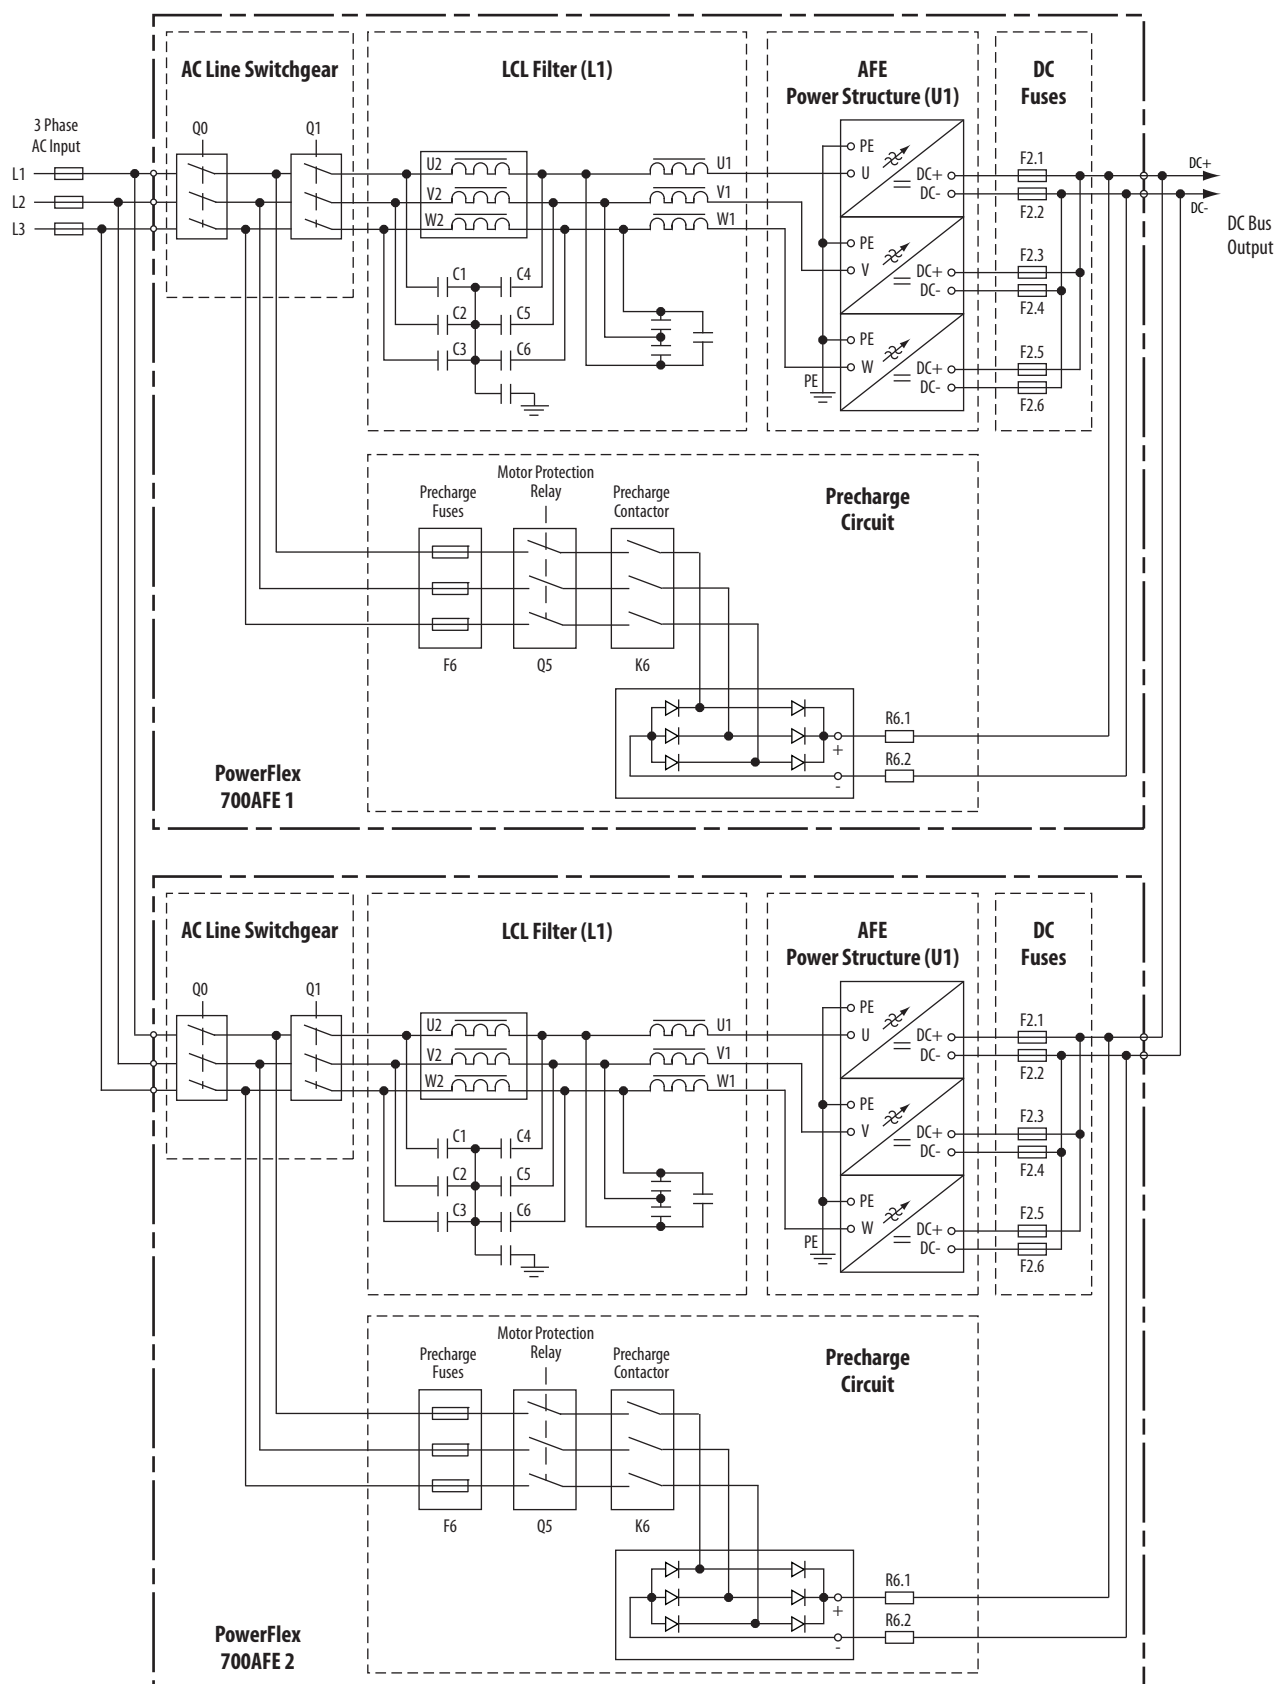 AC Line Switchgear
LCL Filter (L1)
AFE
Power Structure (U1)
DC
Fuses
3 Phase
AC Input
L1
L2
L3
Q0
Q1
U2
V2
W2
U1
V1
W1
C1
C4
C2
C5
C3
C6
PE
U
DC+
DC-
PE
V
DC+
DC-
PE
W
DC+
DC-
PE
F2.1
F2.2
F2.3
F2.4
F2.5
F2.6
DC+
DC-
DC Bus
Output
Precharge
Fuses
Motor Protection
Relay
Precharge
Contactor
Precharge
Circuit
F6
Q5
K6
+
-
R6.1
R6.2
PowerFlex
700AFE 1
AC Line Switchgear
LCL Filter (L1)
AFE
Power Structure (U1)
DC
Fuses
Q0
Q1
U2
V2
W2
U1
V1
W1
C1
C4
C2
C5
C3
C6
PE
U
DC+
DC-
PE
V
DC+
DC-
PE
W
DC+
DC-
PE
F2.1
F2.2
F2.3
F2.4
F2.5
F2.6
Precharge
Fuses
Motor Protection
Relay
Precharge
Contactor
Precharge
Circuit
F6
Q5
K6
+
-
R6.1
R6.2
PowerFlex
700AFE 2